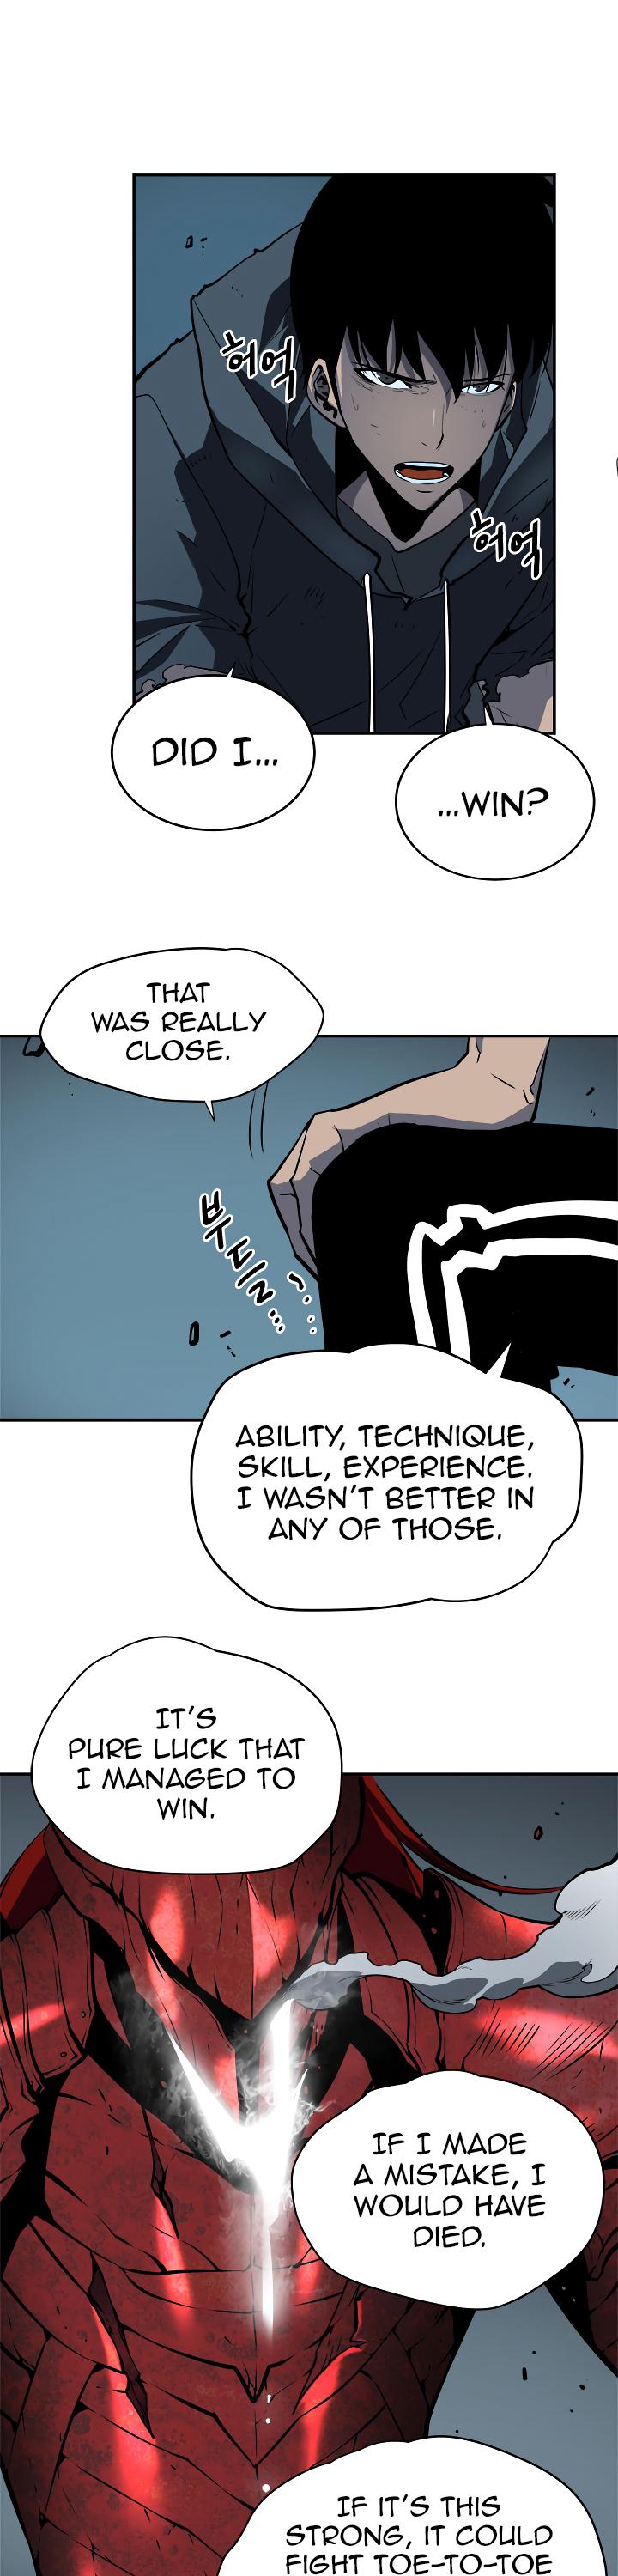 허억
허억
DID I...
...WIN?
THAT
WAS REALLY
CLOSE.
부들...
ABILITY, TECHNIQUE,
SKILL, EXPERIENCE.
I WASN'T BETTER IN
ANY OF THOSE.
IT'S
PURE LUCK THAT
I MANAGED TO
WIN.
IF I MADE
A MISTAKE, I
WOULD HAVE
DIED.
IF IT'S THIS
STRONG, IT COULD
FIGHT TOE-TO-TOE